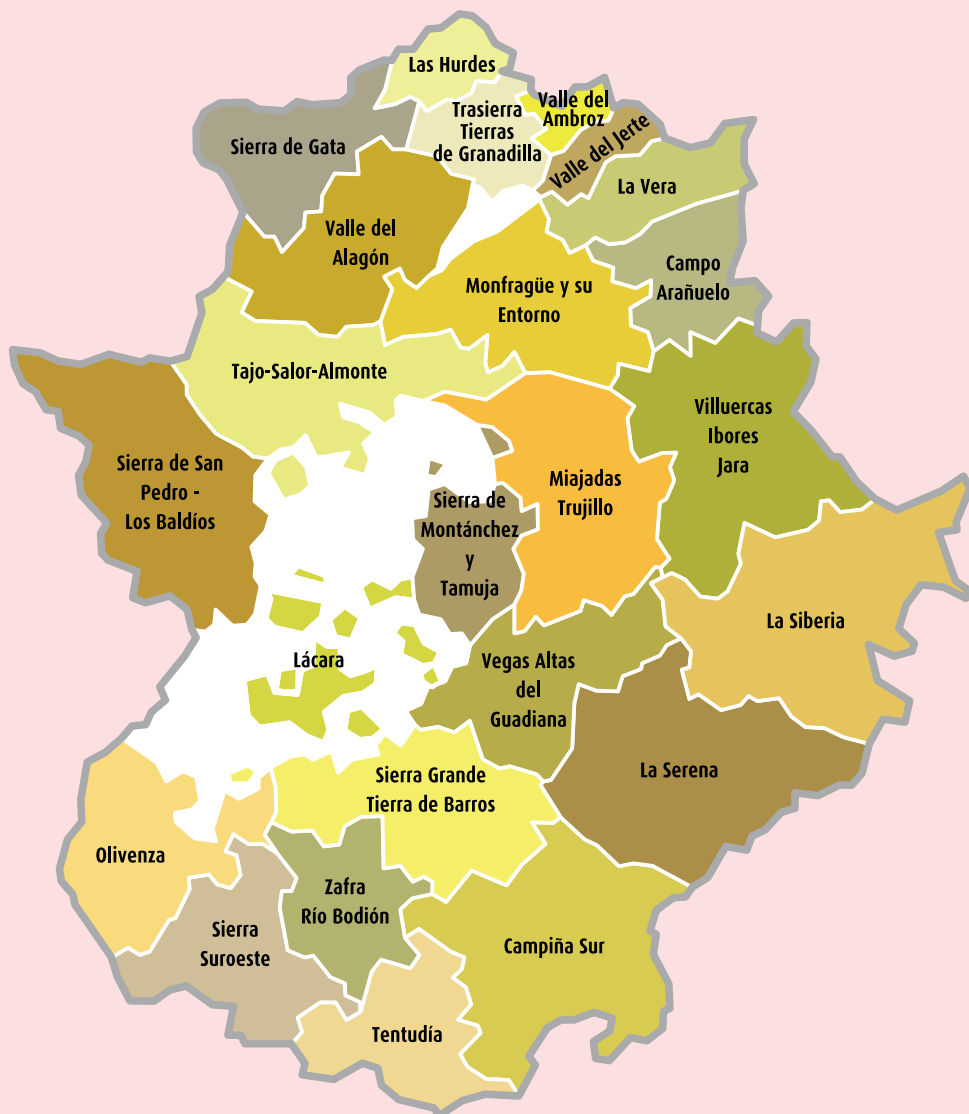 Las Hurdes
Trasierra
Tierras
de Granadilla
Valle del
Ambroz
Valle del Jerte
Sierra de Gata
La Vera
Valle del
Alagón
Campo
Arañuelo
Monfragüe y su
Entorno
Tajo-Salor-Almonte
Villuercas
Ibores
Jara
Sierra de San
Pedro -
Los Baldíos
Miajadas
Trujillo
Sierra de
Montánchez
y
Tamuja
La Siberia
Lácara
Vegas Altas
del
Guadiana
La Serena
Sierra Grande
Tierra de Barros
Olivenza
Zafra
Río Bodión
Sierra
Suroeste
Campiña Sur
Tentudía